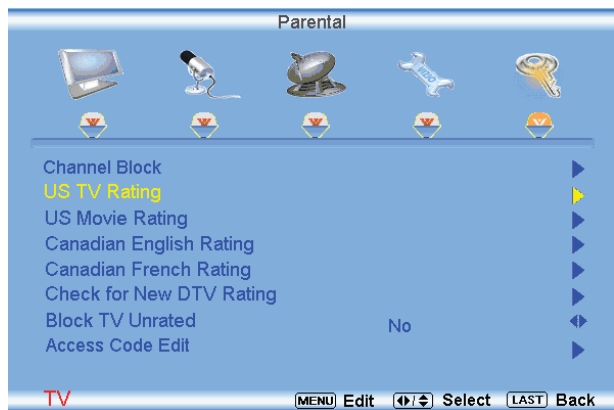 Parental
Channel Block
US TV Rating
US Movie Rating
Canadian English Rating
Canadian French Rating
Check for New DTV Rating
Block TV Unrated No
Access Code Edit
TV MENU Edit / Select LAST Back